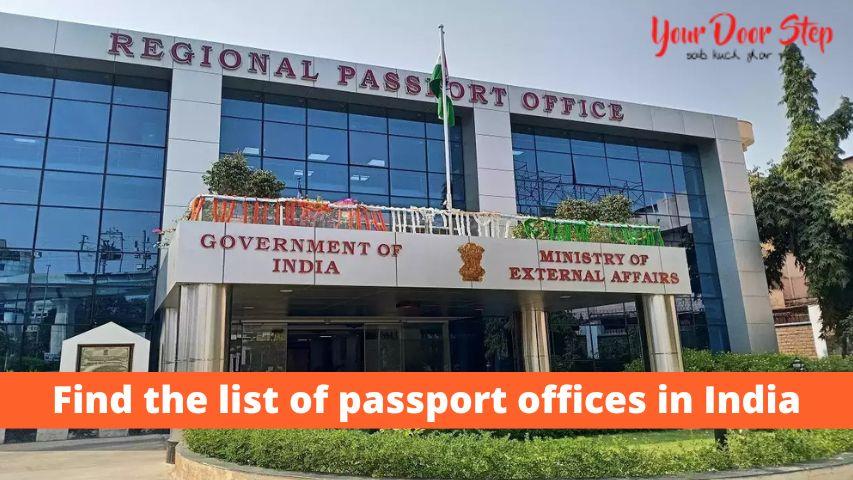 Your Door Step
sab kuch ghar
REGIONAL PASSPORT OFFICE
GOVERNMENT OF
INDIA
MINISTRY OF
EXTERNAL AFFAIRS
Find the list of passport offices in India